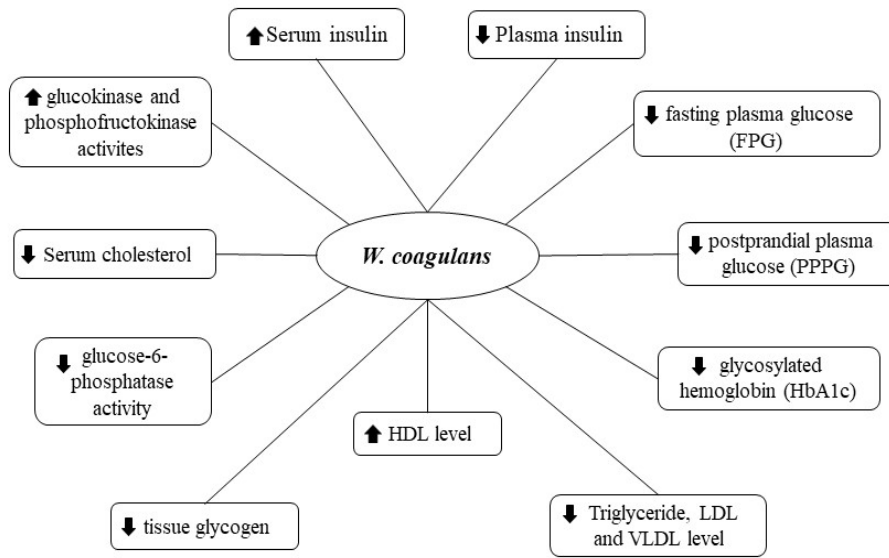 ⬆ Serum insulin
⬇ Plasma insulin
⬆ glucokinase and
phosphofructokinase
activites
⬇ fasting plasma glucose
(FPG)
W. coagulans
⬇ Serum cholesterol
⬇ postprandial plasma
glucose (PPPG)
⬇ glucose-6-
phosphatase
activity
⬇ glycosylated
hemoglobin (HbA1c)
⬆ HDL level
⬇ tissue glycogen
⬇ Triglyceride, LDL
and VLDL level